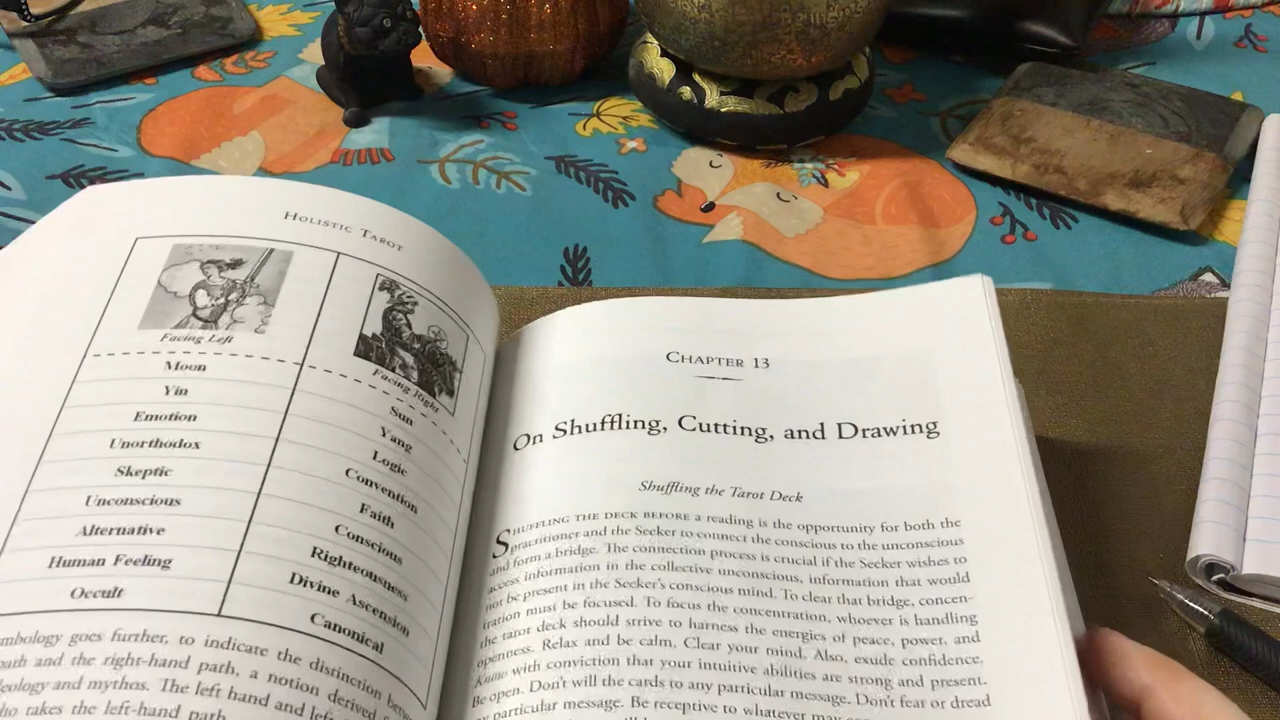 HOLISTIC TAROT
Facing Left
Moon
Yin
Emotion
Unorthodox
Skeptic
Unconscious
Alternative
Human Feeling
Occult
Facing Right
Sun
Yang
Logic
Convention
Faith
Conscious
Righteousness
Divine Ascension
Canonical
goes further, to indicate the distinction
and the right-hand path, a notion derived
and mythos. The left hand and
takes the left-hand path
CHAPTER 13
On Shuffling, Cutting, and Drawing
Shuffling the Tarot Deck
SHUFFLING THE DECK BEFORE a reading is the opportunity for both the
practitioner and the Seeker to connect the conscious to the unconscious
and form a bridge. The connection process is crucial if the Seeker wishes to
access information in the collective unconscious, information that would
not be present in the Seeker's conscious mind. To clear that bridge, concen-
tration must be focused. To focus the concentration, whoever is handling
the tarot deck should strive to harness the energies of peace, power, and
openness. Relax and be calm. Clear your mind. Also, exude confidence.
Know with conviction that your intuitive abilities are strong and present.
Be open. Don't will the cards to any particular message. Don't fear or dread
particular message. Be receptive to whatever may